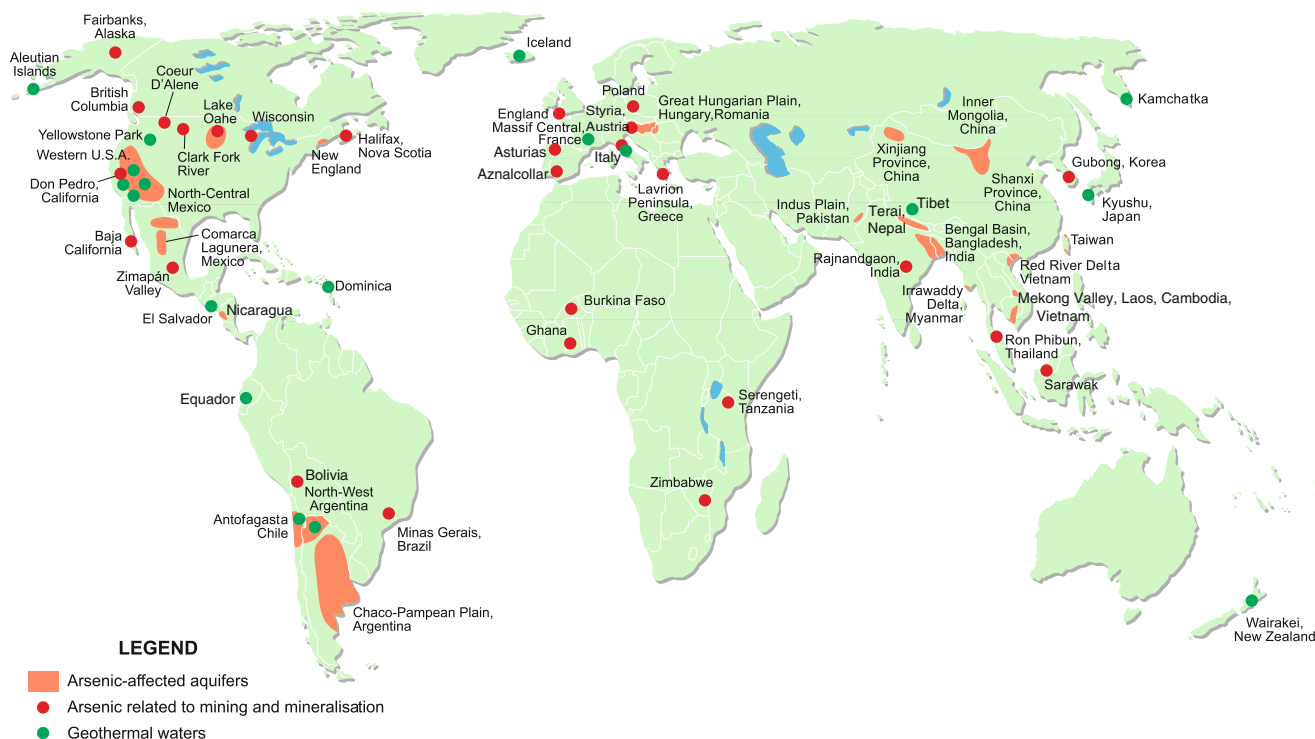 Fairbanks,
Alaska
Aleutian
Islands
Coeur
D'Alene
British
Columbia
Lake
Oahe
Wisconsin
Yellowstone Park
Western U.S.A.
Clark Fork
River
New
England
Halifax,
Nova Scotia
Don Pedro,
California
North-Central
Mexico
Baja
California
Comarca
Lagunera,
Mexico
Zimapán
Valley
Dominica
El Salvador
Nicaragua
Equador
Bolivia
North-West
Argentina
Antofagasta
Chile
Minas Gerais,
Brazil
Chaco-Pampean Plain,
Argentina
Iceland
Poland
England
Styria,
Austria
Massif Central,
France
Great Hungarian Plain,
Hungary,Romania
Asturias
Italy
Aznalcollar
Lavrion
Peninsula,
Greece
Burkina Faso
Ghana
Serengeti,
Tanzania
Zimbabwe
Kamchatka
Inner
Mongolia,
China
Xinjiang
Province,
China
Shanxi
Province,
China
Gubong, Korea
Kyushu,
Japan
Indus Plain,
Pakistan
Terai,
Nepal
Tibet
Bengal Basin,
Bangladesh,
India
Taiwan
Rajnandgaon,
India
Red River Delta
Vietnam
Irrawaddy
Delta,
Myanmar
Mekong Valley, Laos, Cambodia,
Vietnam
Ron Phibun,
Thailand
Sarawak
Wairakei,
New Zealand
LEGEND
Arsenic-affected aquifers
Arsenic related to mining and mineralisation
Geothermal waters